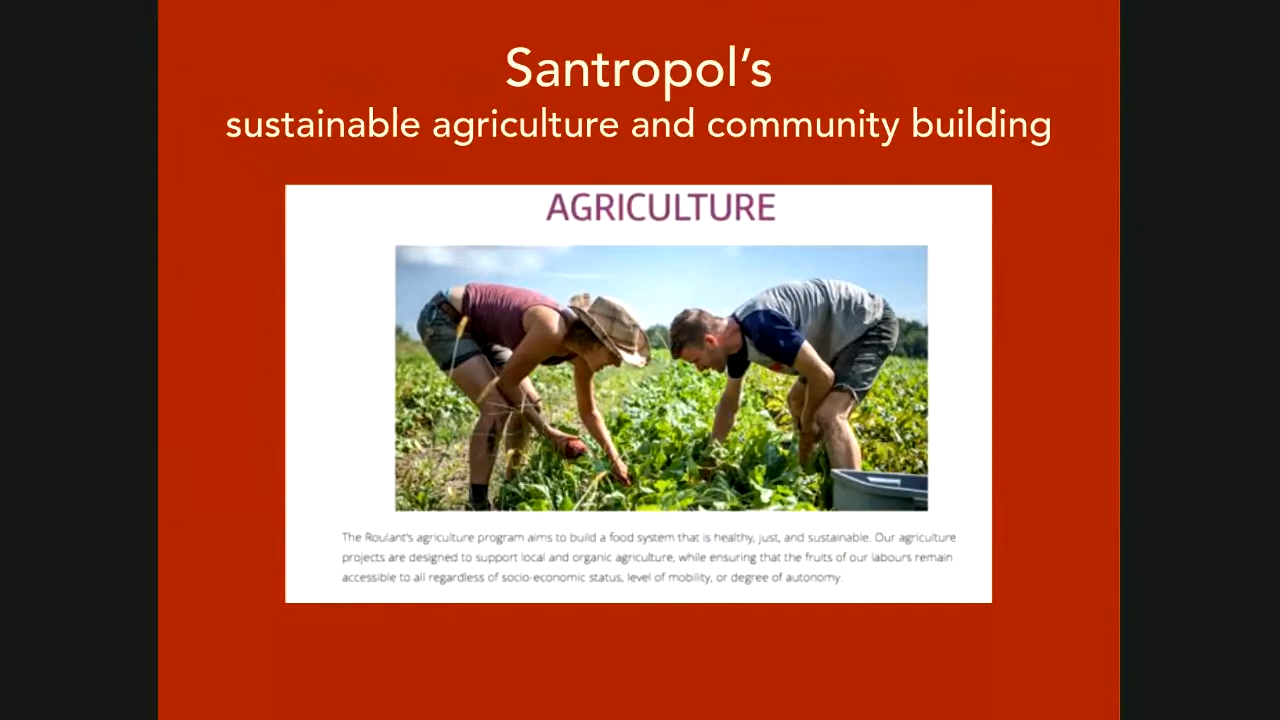 Santropol’s
sustainable agriculture and community building
AGRICULTURE
The Roulant's agriculture program aims to build a food system that is healthy, just, and sustainable. Our agriculture
projects are designed to support local and organic agriculture, while ensuring that the fruits of our labours remain
accessible to all regardless of socio-economic status, level of mobility, or degree of autonomy.